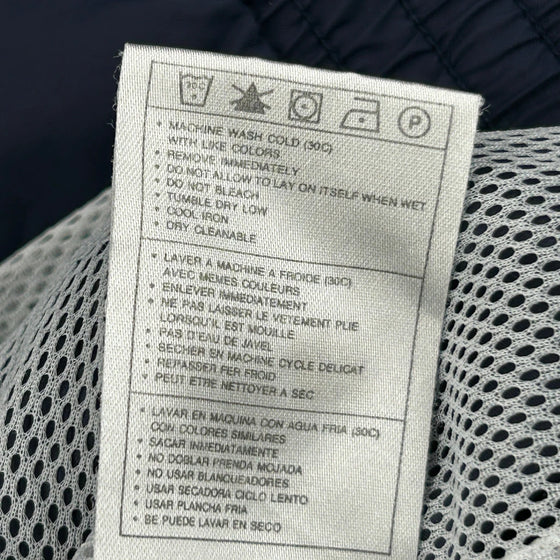 30C
P
• MACHINE WASH COLD (30C)
WITH LIKE COLORS
• REMOVE IMMEDIATELY
• DO NOT ALLOW TO LAY ON ITSELF WHEN WET
• DO NOT BLEACH
• TUMBLE DRY LOW
• COOL IRON
• DRY CLEANABLE
• LAVER A MACHINE A FROIDE (30C)
AVEC MEMES COULEURS
• ENLEVER IMMEDIATEMENT
• NE PAS LAISSER LE VETEMENT PLIE
LORSQU'IL EST MOUILLE
• PAS D'EAU DE JAVEL
• SECHER EN MACHINE CYCLE DELICAT
• REPASSER FER FROID
• PEUT ETRE NETTOYER A SEC
• LAVAR EN MAQUINA CON AGUA FRIA (30C)
CON COLORES SIMILARES
• SACAR INMEDIATAMENTE
• NO DOBLAR PRENDA MOJADA
• NO USAR BLANQUEADORES
• USAR SECADORA CICLO LENTO
• USAR PLANCHA FRIA
• SE PUEDE LAVAR EN SECO